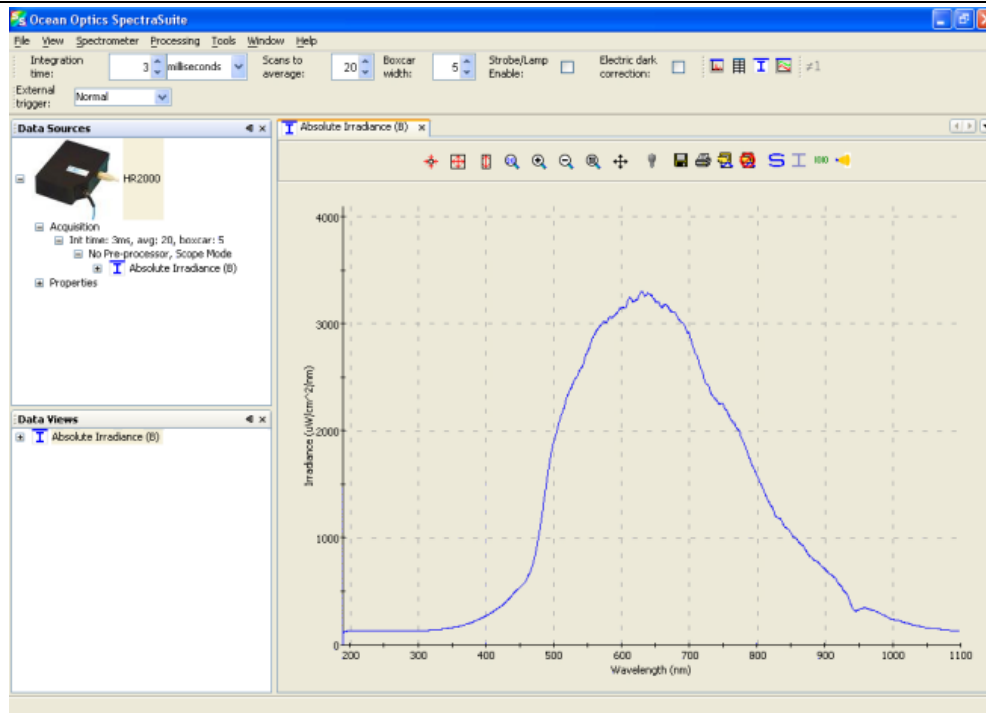 Ocean Optics SpectraSuite
File View Spectrometer Processing Tools Window Help
Integration time: 3 milliseconds Scans to average: 20 Boxcar width: 5 Strobe/Lamp Enable: Electric dark correction: ≠1
External trigger: Normal
Data Sources
HR2000
Acquisition
Int time: 3ms, avg: 20, boxcar: 5
No Pre-processor, Scope Mode
Absolute Irradiance (B)
Properties
Data Views
Absolute Irradiance (B)
Absolute Irradiance (B)
S
4000
3000
2000
1000
0
Irradiance (uW/cm^2/nm)
200 300 400 500 600 700 800 900 1000 1100
Wavelength (nm)